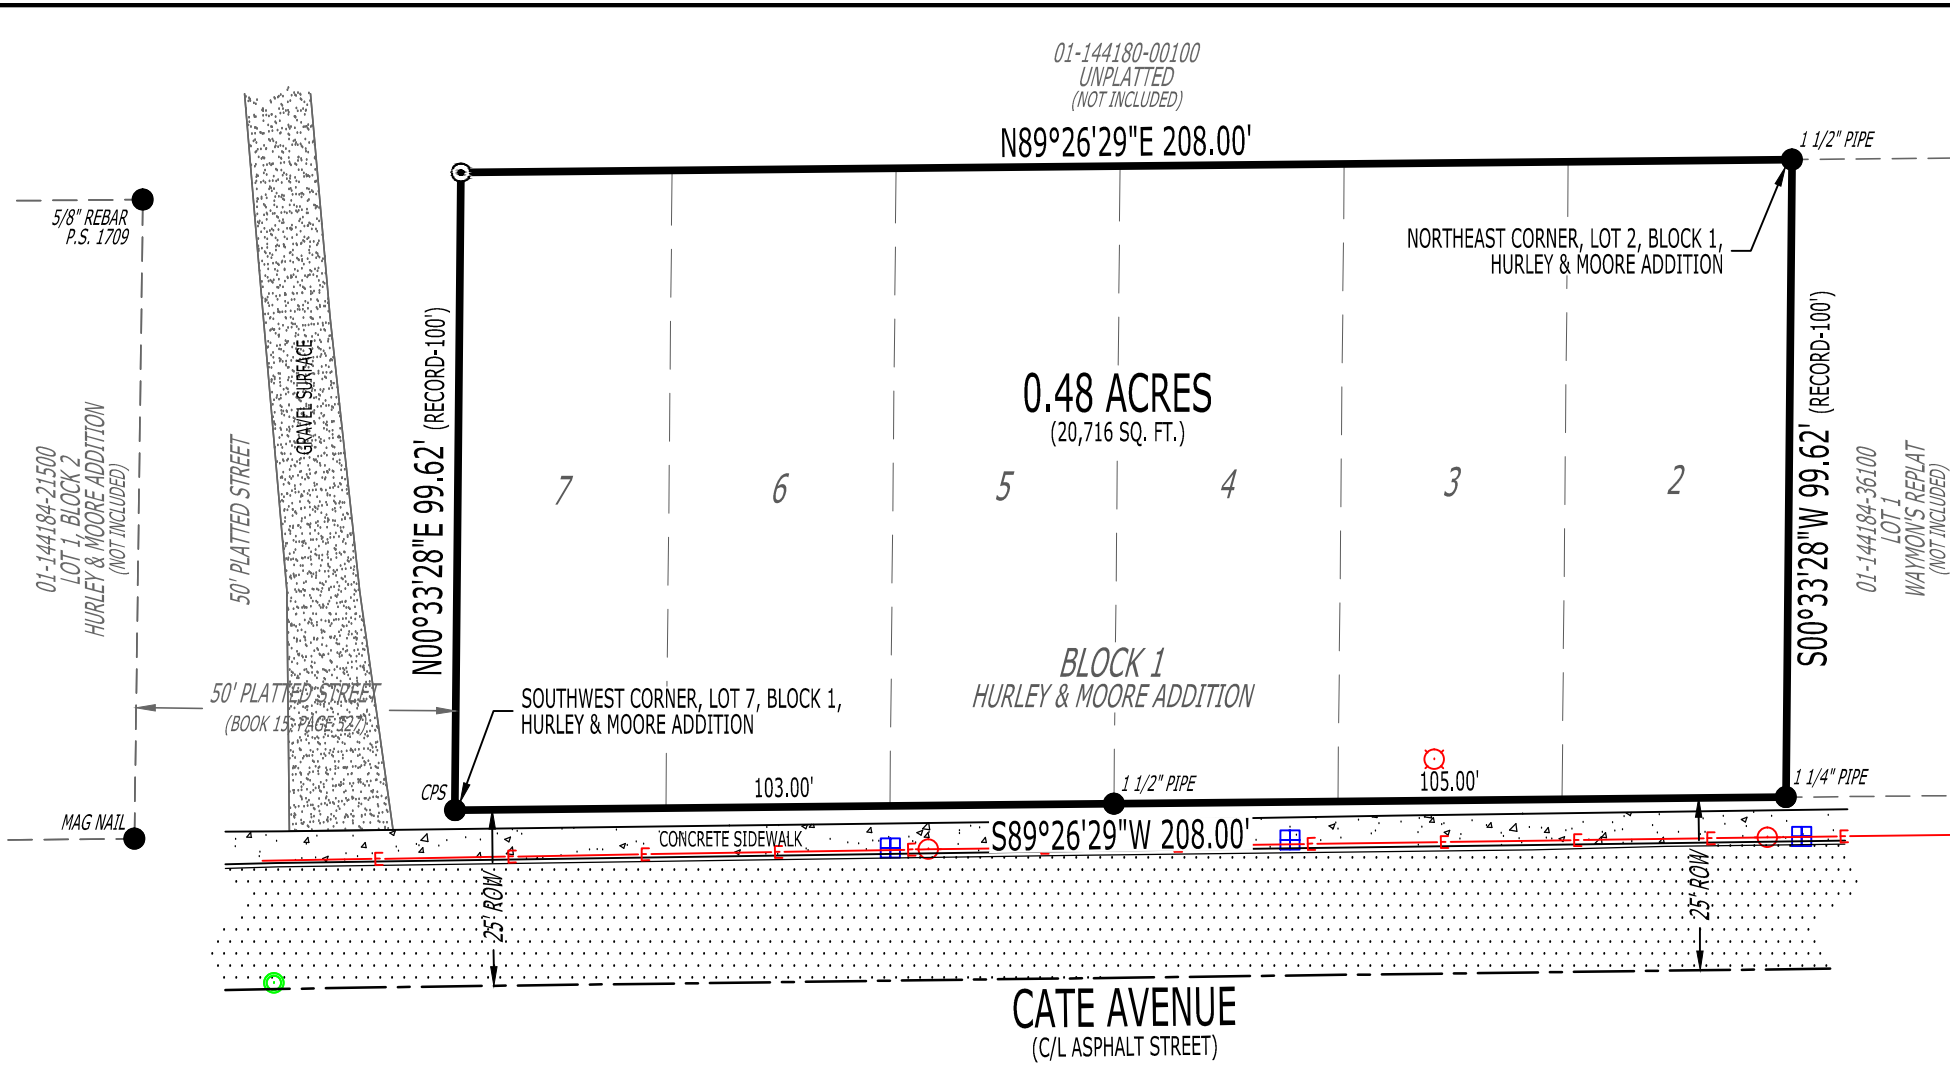 01-144180-00100
UNPLATTED
(NOT INCLUDED)
N89°26'29"E 208.00'
1 1/2" PIPE
5/8" REBAR
P.S. 1709
NORTHEAST CORNER, LOT 2, BLOCK 1,
HURLEY & MOORE ADDITION
GRAVEL SURFACE
50' PLATTED STREET
01-144184-21500
LOT 1, BLOCK 2
HURLEY & MOORE ADDITION
(NOT INCLUDED)
N00°33'28"E 99.62' (RECORD-100')
0.48 ACRES
(20,716 SQ. FT.)
7
6
5
4
3
2
S00°33'28"W 99.62' (RECORD-100')
01-144184-36100
LOT 1
WAYMON'S REPLAT
(NOT INCLUDED)
BLOCK 1
HURLEY & MOORE ADDITION
50' PLATTED STREET
(BOOK 15, PAGE 527)
SOUTHWEST CORNER, LOT 7, BLOCK 1,
HURLEY & MOORE ADDITION
CPS
103.00'
1 1/2" PIPE
105.00'
1 1/4" PIPE
MAG NAIL
CONCRETE SIDEWALK
S89°26'29"W 208.00'
E E E E E E E E E E
25' ROW
25' ROW
CATE AVENUE
(C/L ASPHALT STREET)